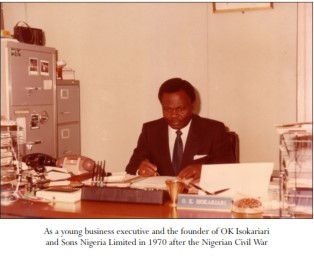 O. K. ISOKARIARI
As a young business executive and the founder of OK Isokariari
and Sons Nigeria Limited in 1970 after the Nigerian Civil War